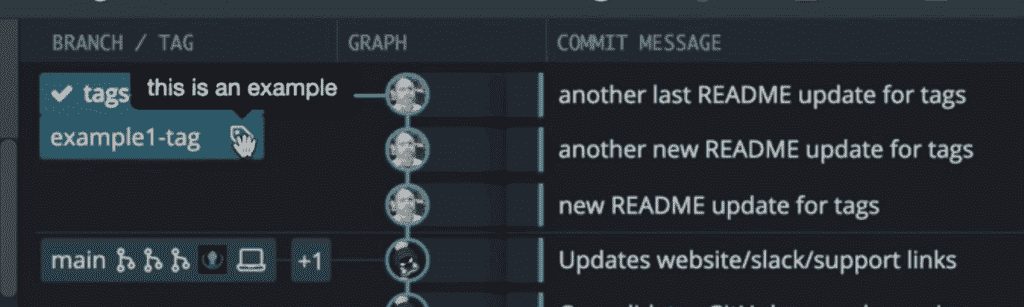 BRANCH / TAG GRAPH COMMIT MESSAGE
tags this is an example another last README update for tags
example1-tag another new README update for tags
new README update for tags
main +1 Updates website/slack/support links